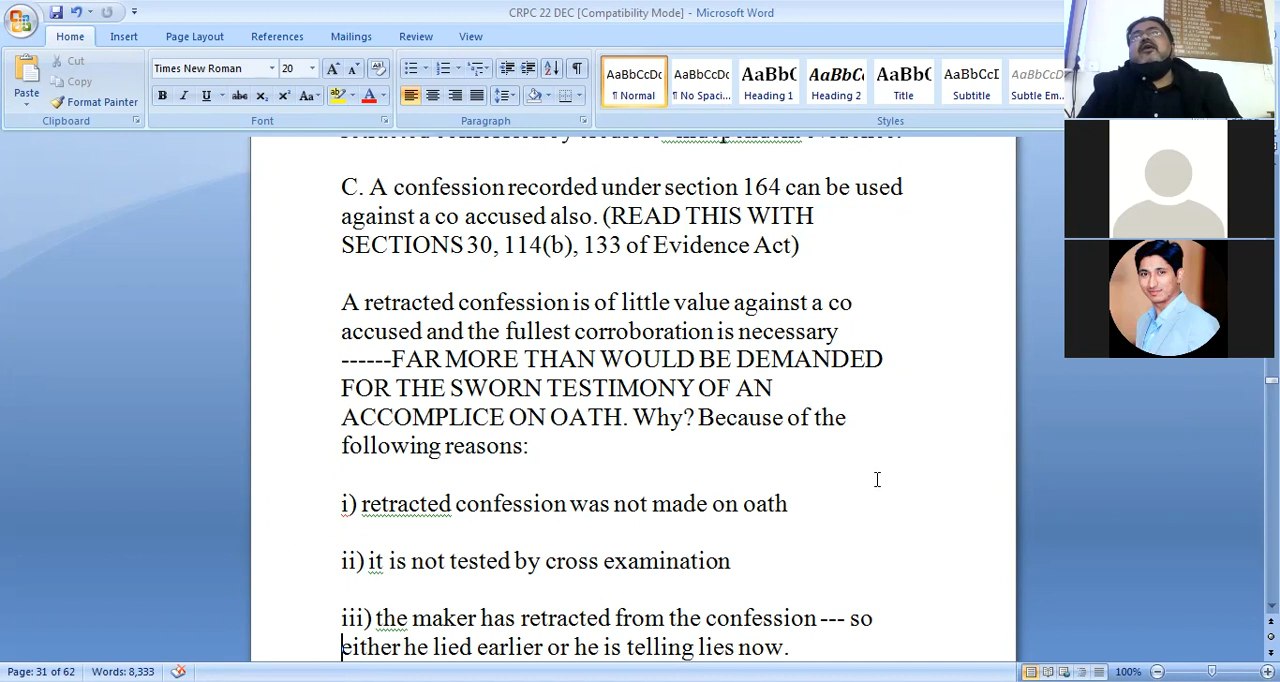 CRPC 22 DEC [Compatibility Mode] - Microsoft Word
Home Insert Page Layout References Mailings Review View
Paste
Cut
Copy
Format Painter
Clipboard
Times New Roman 20
Font
Paragraph
AaBbCcDc AaBbCcDc AaBbC AaBbCc AaBbC AaBbCcI AaBbCcDc
¶ Normal ¶ No Spaci... Heading 1 Heading 2 Title Subtitle Subtle Em...
Styles
C. A confession recorded under section 164 can be used
against a co accused also. (READ THIS WITH
SECTIONS 30, 114(b), 133 of Evidence Act)
A retracted confession is of little value against a co
accused and the fullest corroboration is necessary
------FAR MORE THAN WOULD BE DEMANDED
FOR THE SWORN TESTIMONY OF AN
ACCOMPLICE ON OATH. Why? Because of the
following reasons:
i) retracted confession was not made on oath
ii) it is not tested by cross examination
iii) the maker has retracted from the confession --- so
either he lied earlier or he is telling lies now.
Page: 31 of 62 Words: 8,333 100%